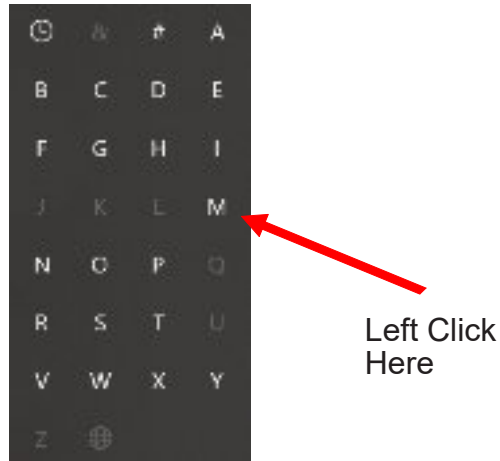 & # A
B C D E
F G H I
J K L M
N O P Q
R S T U
V W X Y
Z
Left Click
Here